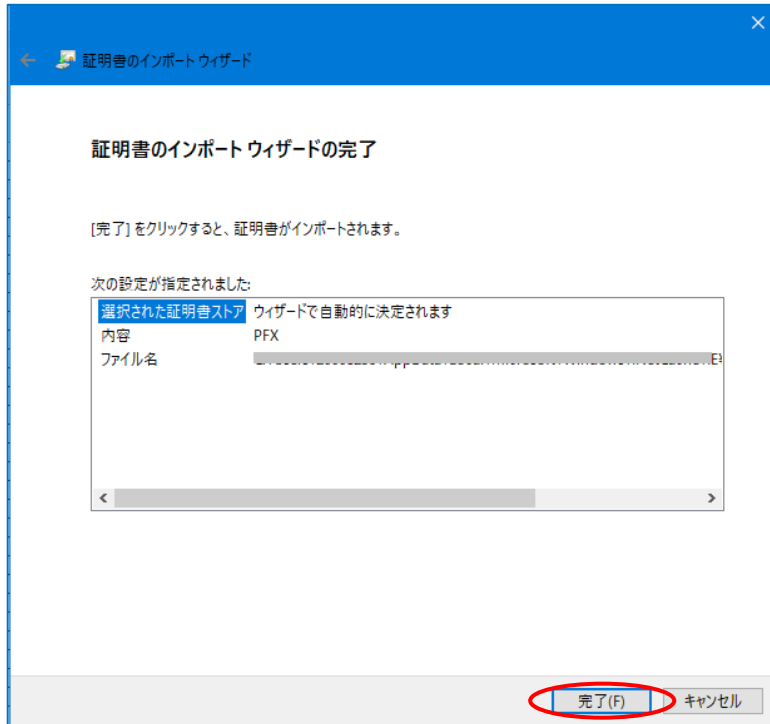 証明書のインポート ウィザード
証明書のインポート ウィザードの完了
[完了] をクリックすると、証明書がインポートされます。
次の設定が指定されました:
選択された証明書ストア ウィザードで自動的に決定されます
内容 PFX
ファイル名
完了(F) キャンセル